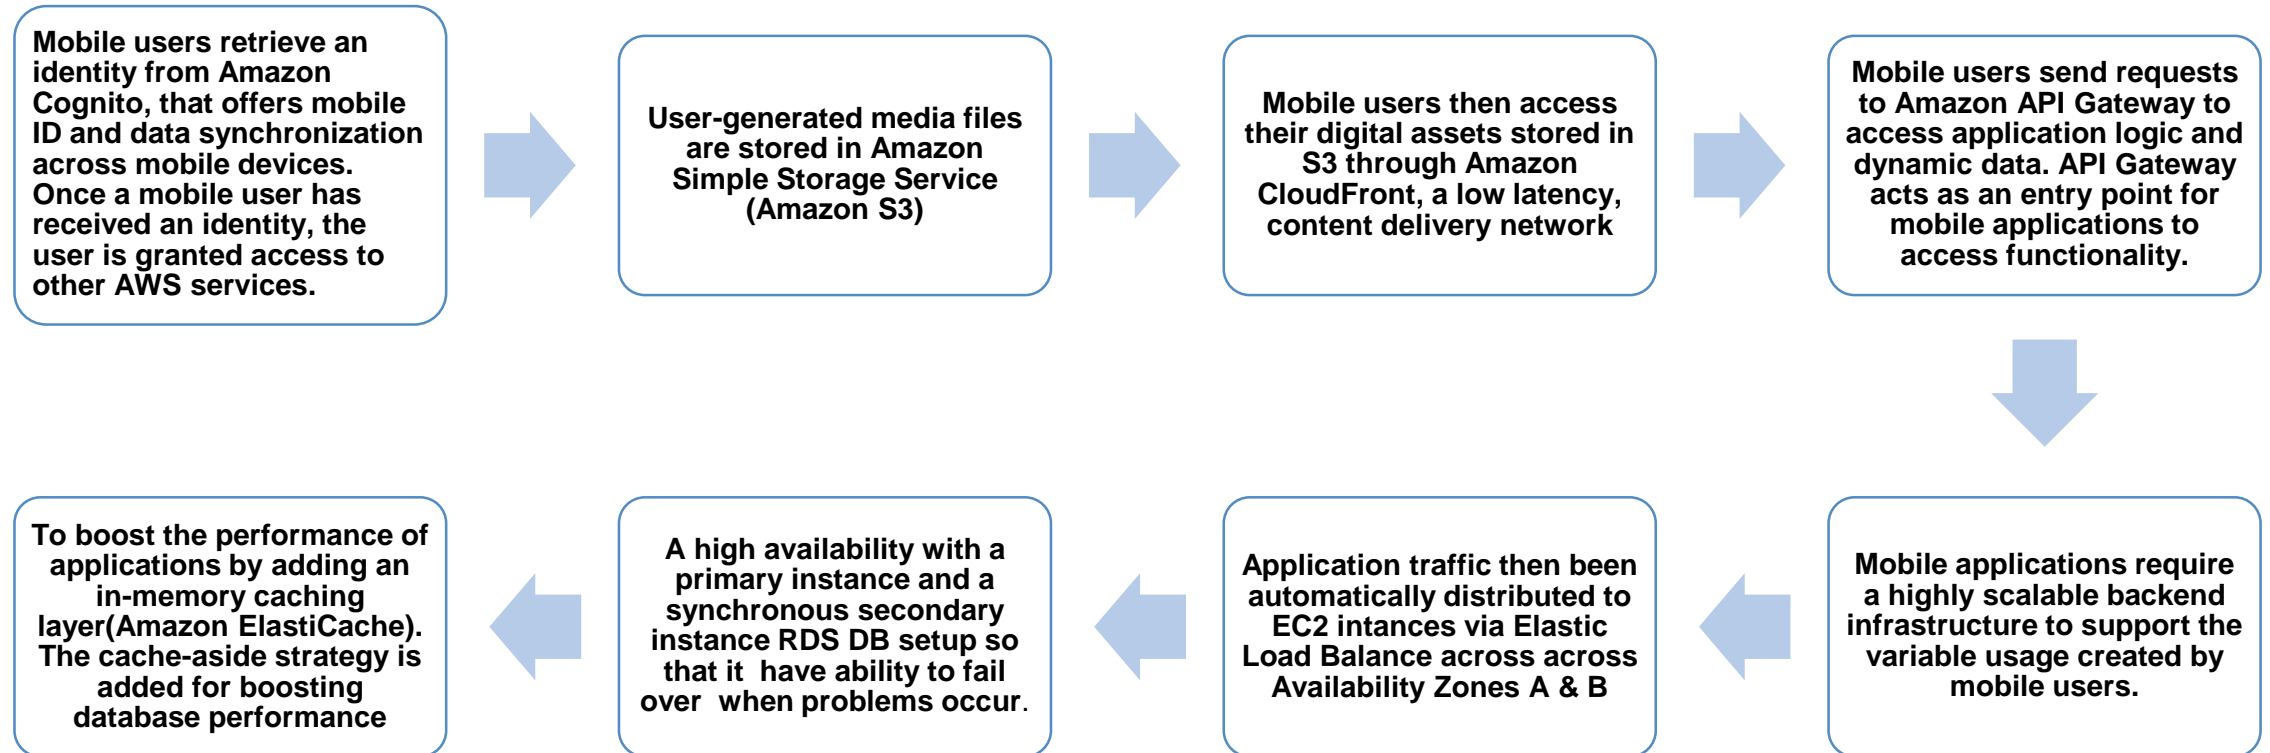 Mobile users retrieve an
identity from Amazon
Cognito, that offers mobile
ID and data synchronization
across mobile devices.
Once a mobile user has
received an identity, the
user is granted access to
other AWS services.
User-generated media files
are stored in Amazon
Simple Storage Service
(Amazon S3)
Mobile users then access
their digital assets stored in
S3 through Amazon
CloudFront, a low latency,
content delivery network
Mobile users send requests
to Amazon API Gateway to
access application logic and
dynamic data. API Gateway
acts as an entry point for
mobile applications to
access functionality.
Mobile applications require
a highly scalable backend
infrastructure to support the
variable usage created by
mobile users.
Application traffic then been
automatically distributed to
EC2 intances via Elastic
Load Balance across across
Availability Zones A & B
A high availability with a
primary instance and a
synchronous secondary
instance RDS DB setup so
that it  have ability to fail
over  when problems occur.
To boost the performance of
applications by adding an
in-memory caching
layer(Amazon ElastiCache).
The cache-aside strategy is
added for boosting
database performance